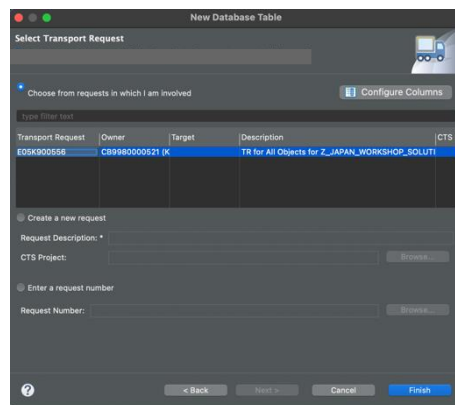 New Database Table
Select Transport Request
Choose from requests in which I am involved
Configure Columns
type filter text
Transport Request Owner Target Description CTS
E05K900556 CB9980000521 (K TR for All Objects for Z_JAPAN_WORKSHOP_SOLUTI
Create a new request
Request Description: *
CTS Project: Browse...
Enter a request number
Request Number: Browse...
? < Back Next > Cancel Finish